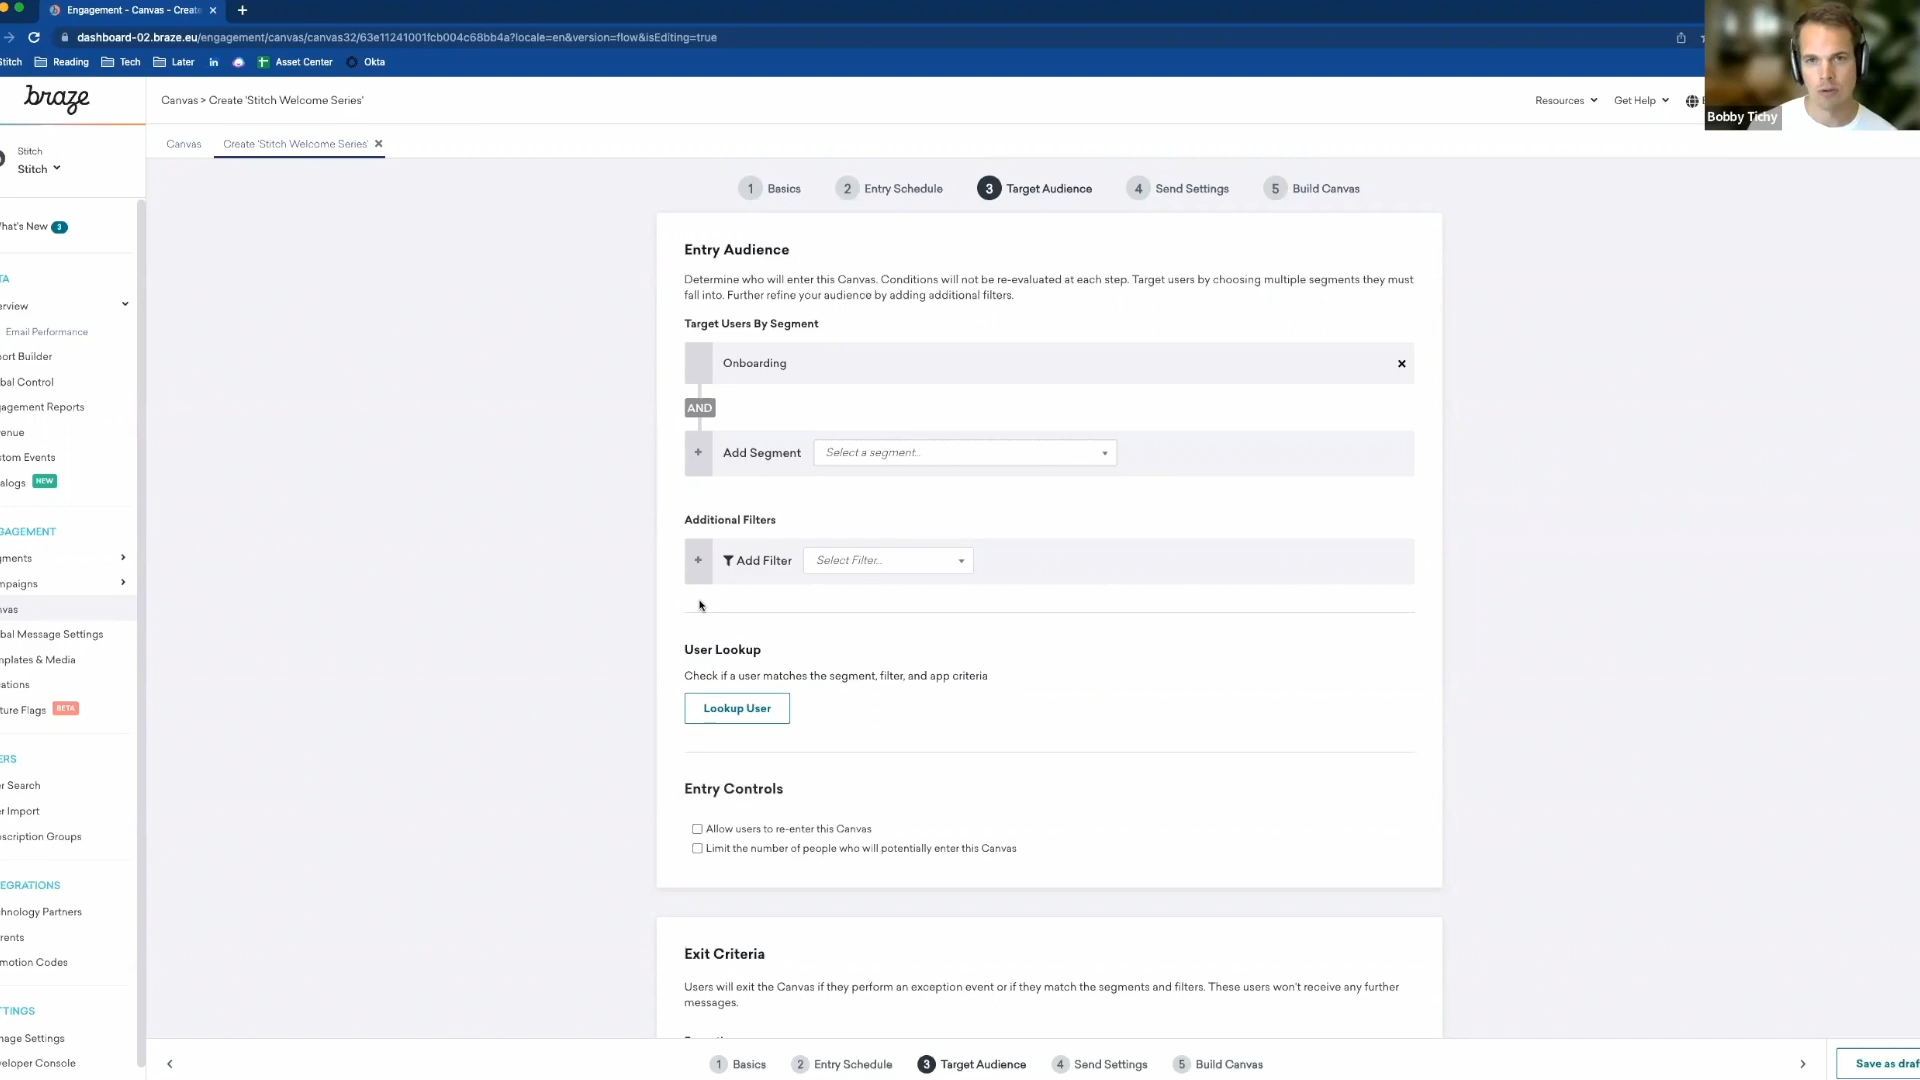 Engagement - Canvas - Create
dashboard-02.braze.eu/engagement/canvas/canvas32/63e11241001fcb004c68bb4a?locale=en&version=flow&isEditing=true
titch
Reading
Tech
Later
in
Asset Center
Okta
Bobby Tichy
braze
Canvas > Create 'Stitch Welcome Series'
Resources
Get Help
Canvas
Create 'Stitch Welcome Series'
Stitch
Stitch
1 Basics
2 Entry Schedule
3 Target Audience
4 Send Settings
5 Build Canvas
hat's New 3
TA
erview
Email Performance
ort Builder
bal Control
agement Reports
enue
stom Events
alogs NEW
GAGEMENT
gments
mpaigns
nvas
bal Message Settings
mplates & Media
ations
ture Flags BETA
ERS
r Search
r Import
scription Groups
EGRATIONS
hnology Partners
rents
motion Codes
TTINGS
nage Settings
veloper Console
Entry Audience
Determine who will enter this Canvas. Conditions will not be re-evaluated at each step. Target users by choosing multiple segments they must
fall into. Further refine your audience by adding additional filters.
Target Users By Segment
Onboarding
AND
+ Add Segment Select a segment...
Additional Filters
+ Add Filter Select Filter...
User Lookup
Check if a user matches the segment, filter, and app criteria
Lookup User
Entry Controls
Allow users to re-enter this Canvas
Limit the number of people who will potentially enter this Canvas
Exit Criteria
Users will exit the Canvas if they perform an exception event or if they match the segments and filters. These users won't receive any further
messages.
1 Basics
2 Entry Schedule
3 Target Audience
4 Send Settings
5 Build Canvas
Save as draf